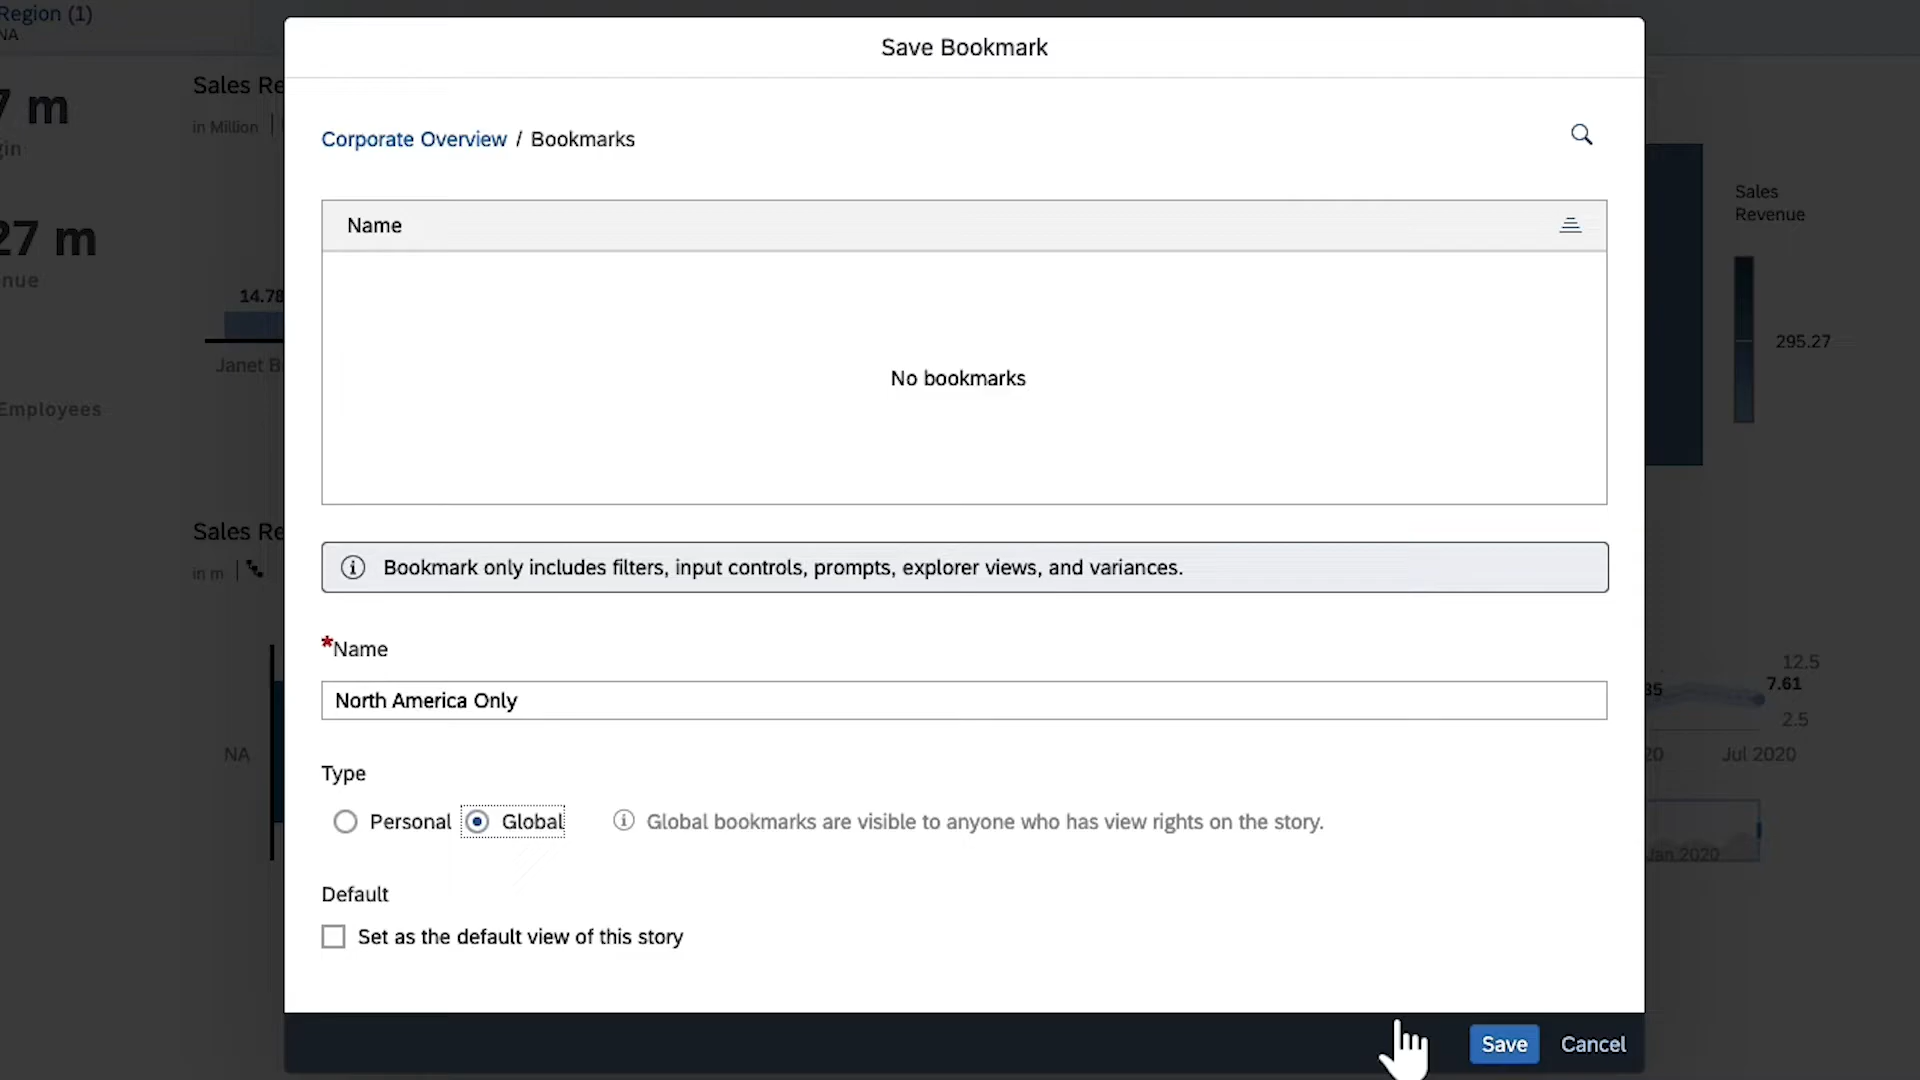 Region (1)
NA
7 m
gin
27 m
nue
Employees
Sales Re
in Million
14.78
Janet B
Sales Re
in m
NA
Save Bookmark
Corporate Overview / Bookmarks
Name
No bookmarks
Bookmark only includes filters, input controls, prompts, explorer views, and variances.
*Name
North America Only
Type
Personal Global Global bookmarks are visible to anyone who has view rights on the story.
Default
Set as the default view of this story
Save Cancel
Sales
Revenue
295.27
12.5
35 7.61
2.5
20 Jul 2020
Jan 2020